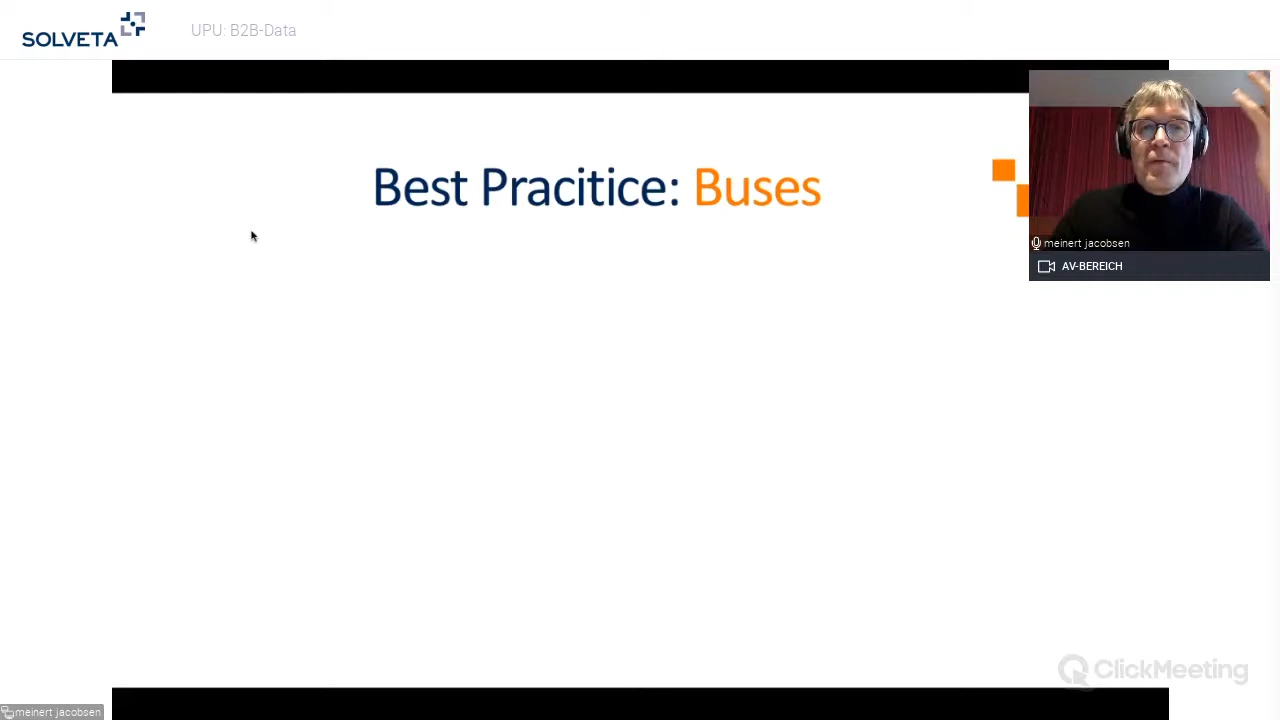 SOLVETA
UPU: B2B-Data
Best Pracitice: Buses
meinert jacobsen
AV-BEREICH
ClickMeeting
meinert jacobsen